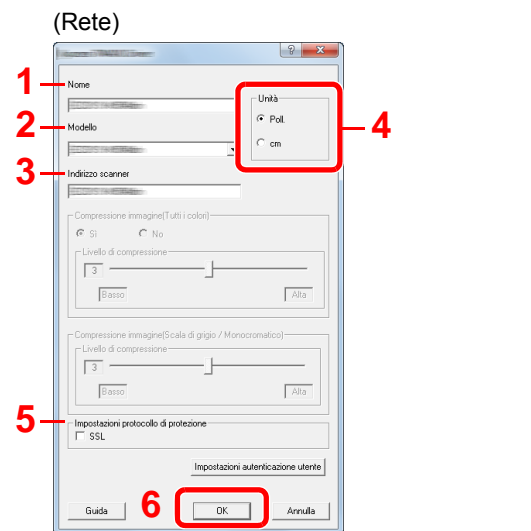 (Rete)
?
X
1
Nome
Unità
Poll.
4
2
Modello
cm
3
Indirizzo scanner
Compressione immagine(Tutti i colori)
Sì No
Livello di compressione
3
Basso Alta
Compressione immagine(Scala di grigio / Monocromatico)
Livello di compressione
3
Basso Alta
5
Impostazioni protocollo di protezione
SSL
Impostazioni autenticazione utente
Guida 6 OK Annulla